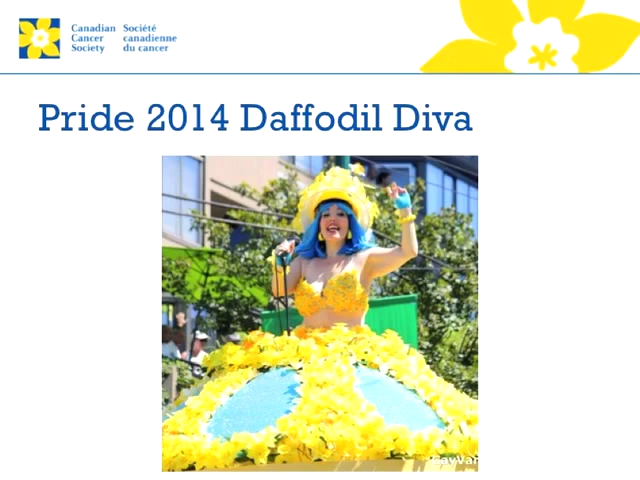 Canadian Société
Cancer canadienne
Society du cancer
Pride 2014 Daffodil Diva